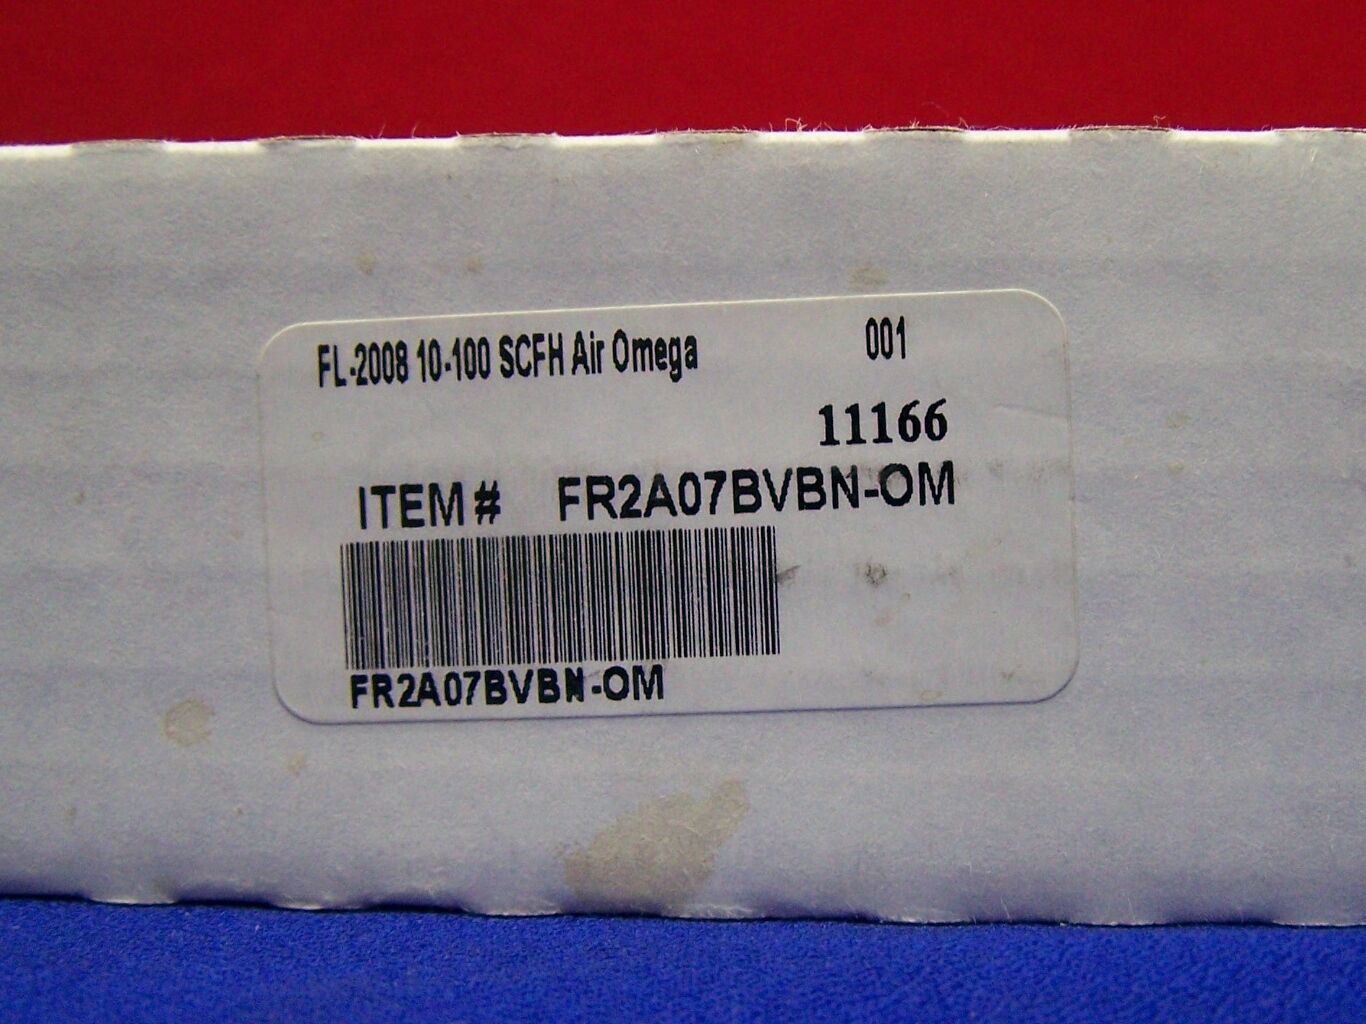 FL-2008 10-100 SCFH Air Omega 001
11166
ITEM # FR2A07BVBN-OM
FR2A07BVBN-OM